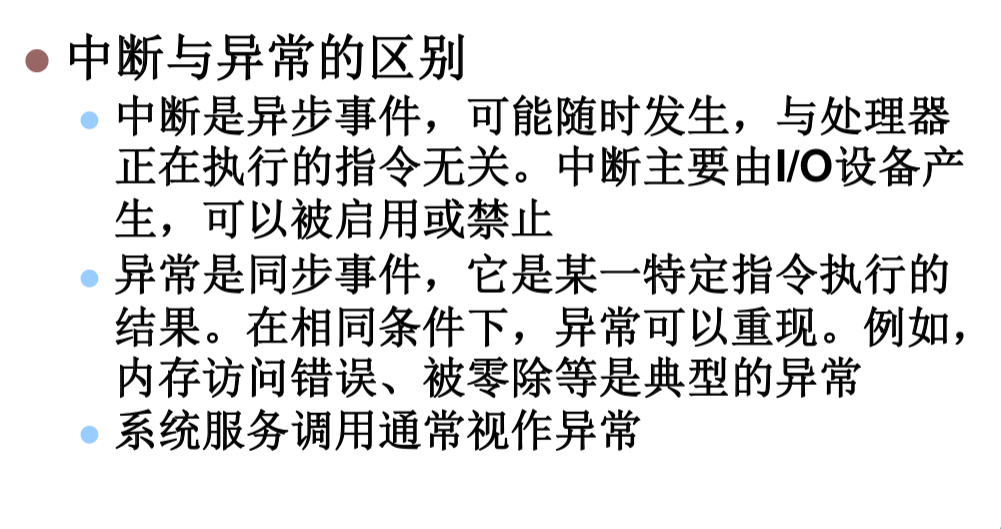 中断与异常的区别
中断是异步事件，可能随时发生，与处理器
正在执行的指令无关。中断主要由I/O设备产
生，可以被启用或禁止
异常是同步事件，它是某一特定指令执行的
结果。在相同条件下，异常可以重现。例如，
内存访问错误、被零除等是典型的异常
系统服务调用通常视作异常